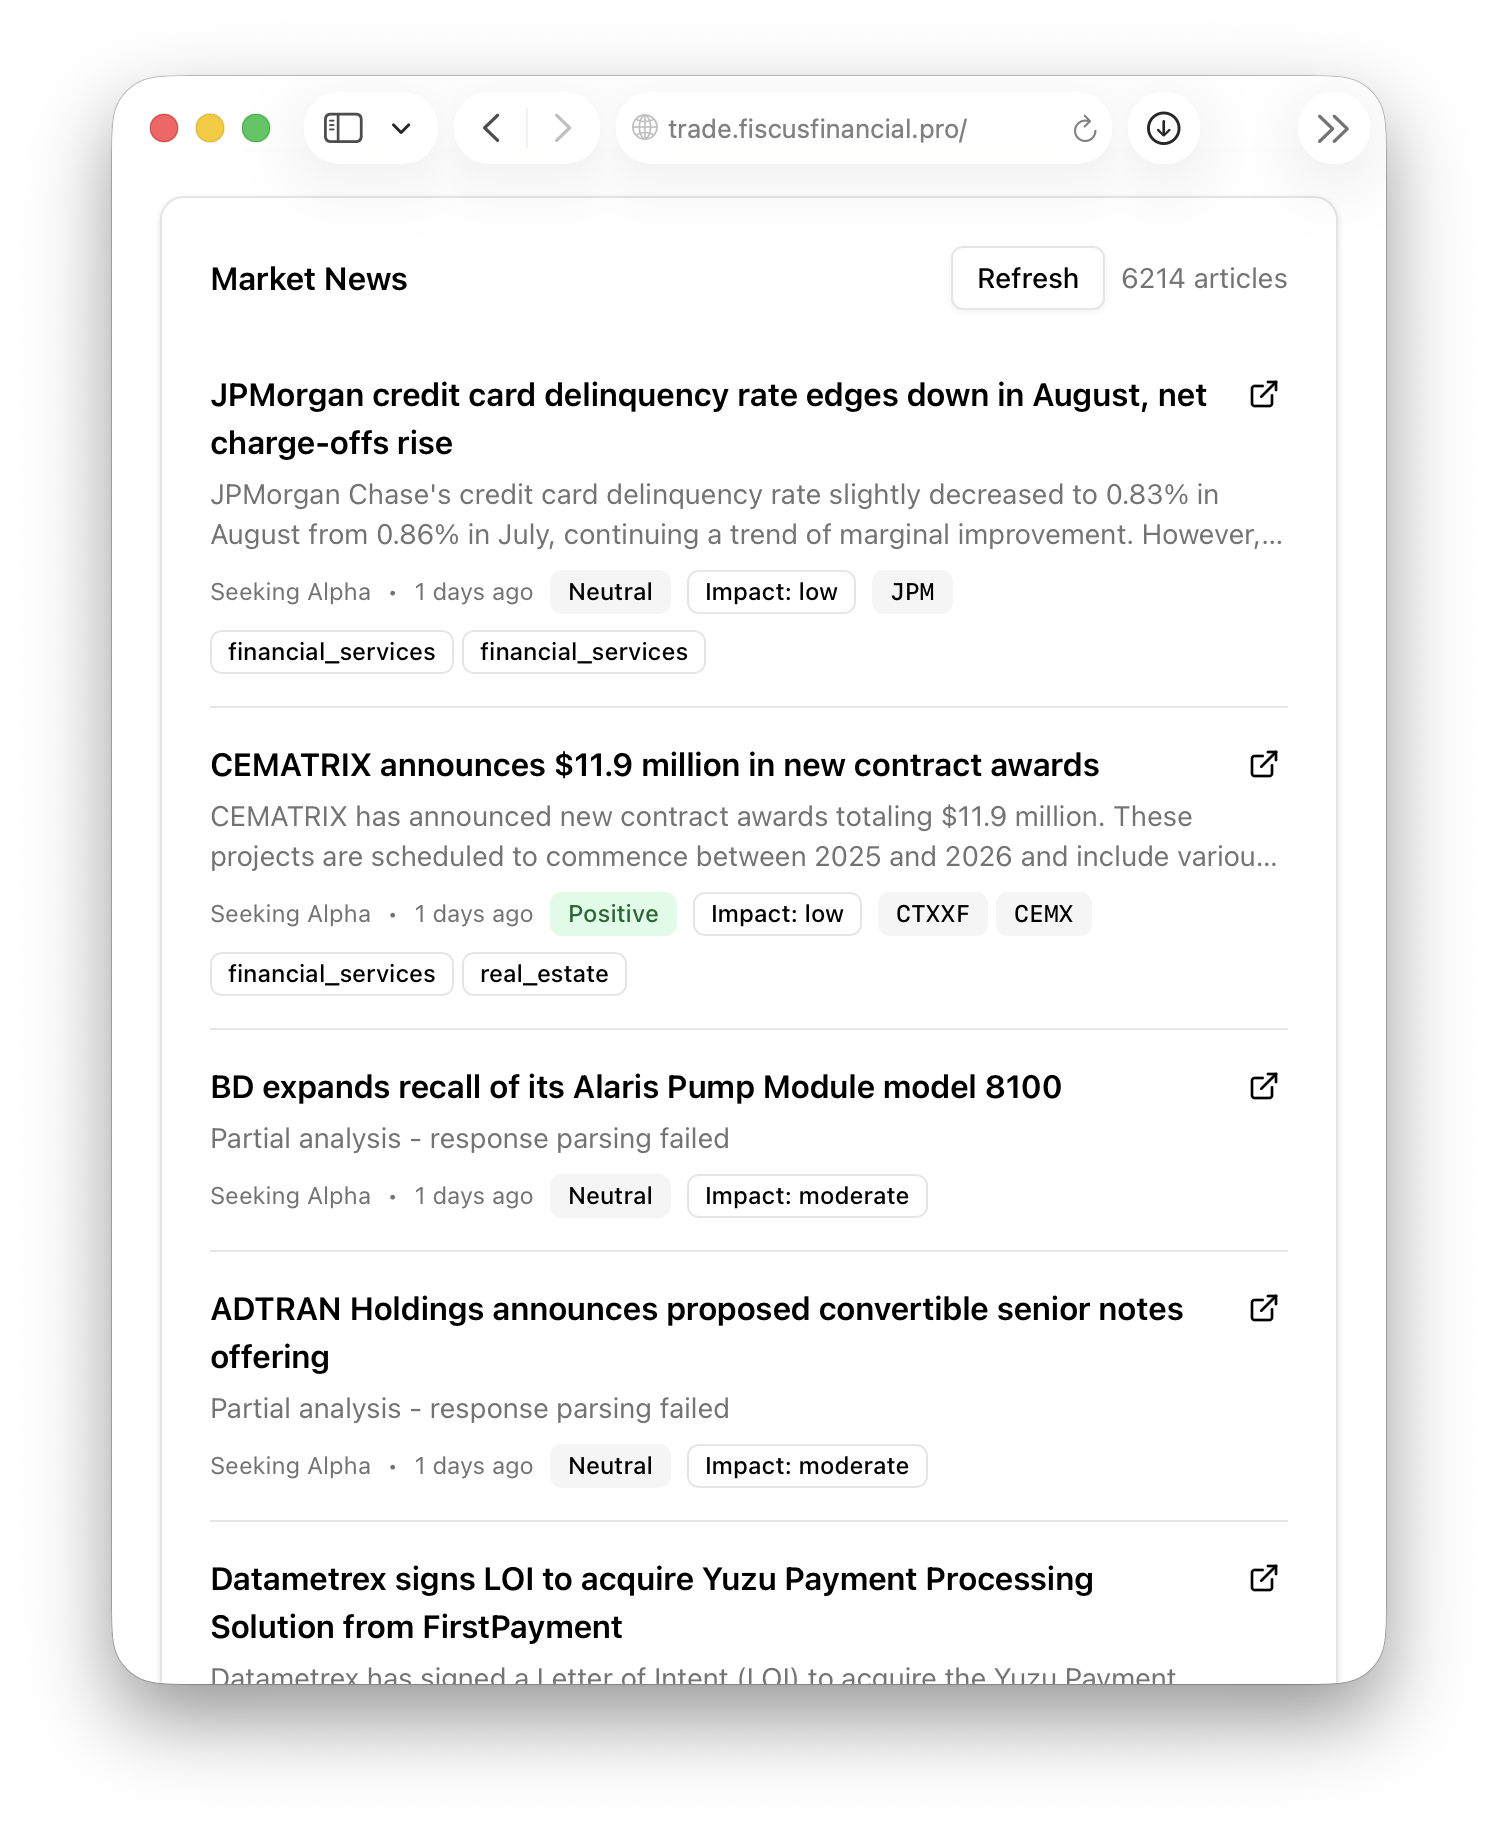 trade.fiscusfinancial.pro/
Market News
Refresh
6214 articles
JPMorgan credit card delinquency rate edges down in August, net
charge-offs rise
JPMorgan Chase's credit card delinquency rate slightly decreased to 0.83% in
August from 0.86% in July, continuing a trend of marginal improvement. However,...
Seeking Alpha • 1 days ago Neutral Impact: low JPM
financial_services financial_services
CEMATRIX announces $11.9 million in new contract awards
CEMATRIX has announced new contract awards totaling $11.9 million. These
projects are scheduled to commence between 2025 and 2026 and include variou...
Seeking Alpha • 1 days ago Positive Impact: low CTXXF CEMX
financial_services real_estate
BD expands recall of its Alaris Pump Module model 8100
Partial analysis - response parsing failed
Seeking Alpha • 1 days ago Neutral Impact: moderate
ADTRAN Holdings announces proposed convertible senior notes
offering
Partial analysis - response parsing failed
Seeking Alpha • 1 days ago Neutral Impact: moderate
Datametrex signs LOI to acquire Yuzu Payment Processing
Solution from FirstPayment
Datametrex has signed a Letter of Intent (LOI) to acquire the Yuzu Payment